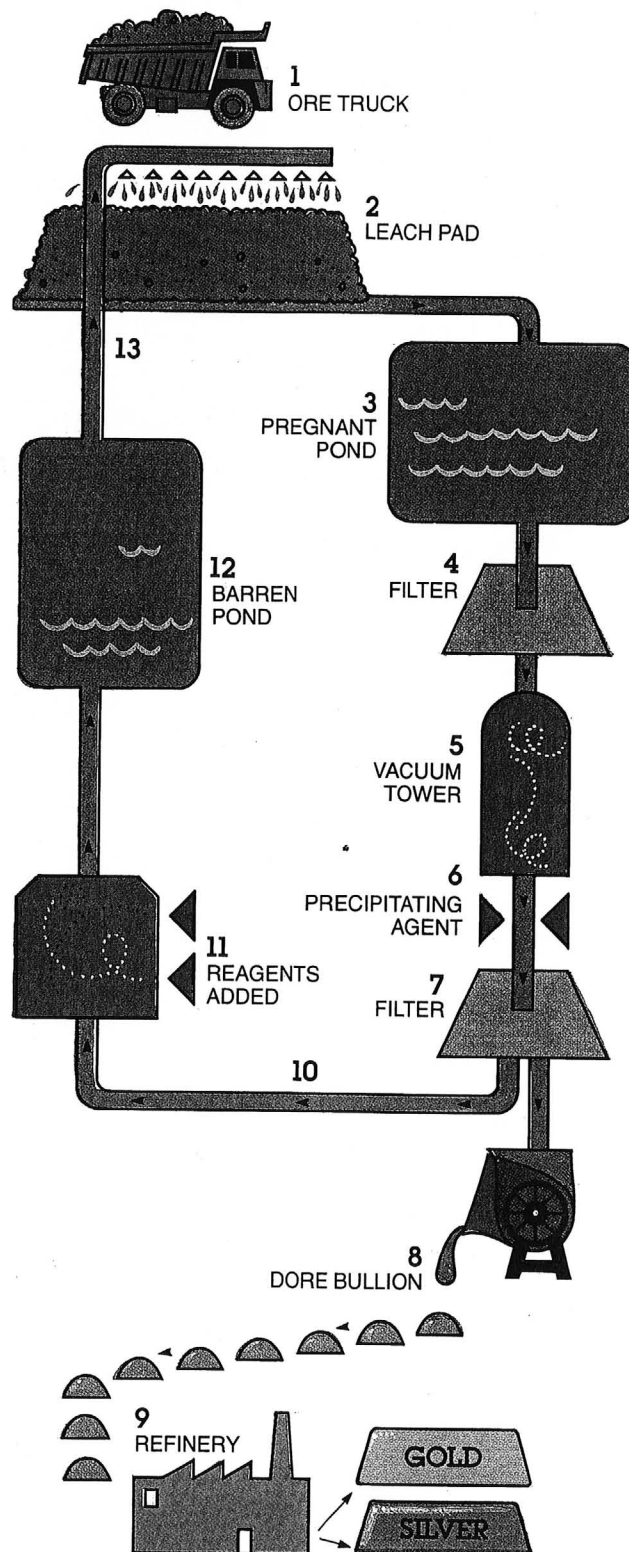 1
ORE TRUCK
2
LEACH PAD
3
PREGNANT
POND
4
FILTER
5
VACUUM
TOWER
6
PRECIPITATING
AGENT
7
FILTER
8
DORE BULLION
9
REFINERY
GOLD
SILVER
10
11
REAGENTS
ADDED
12
BARREN
POND
13